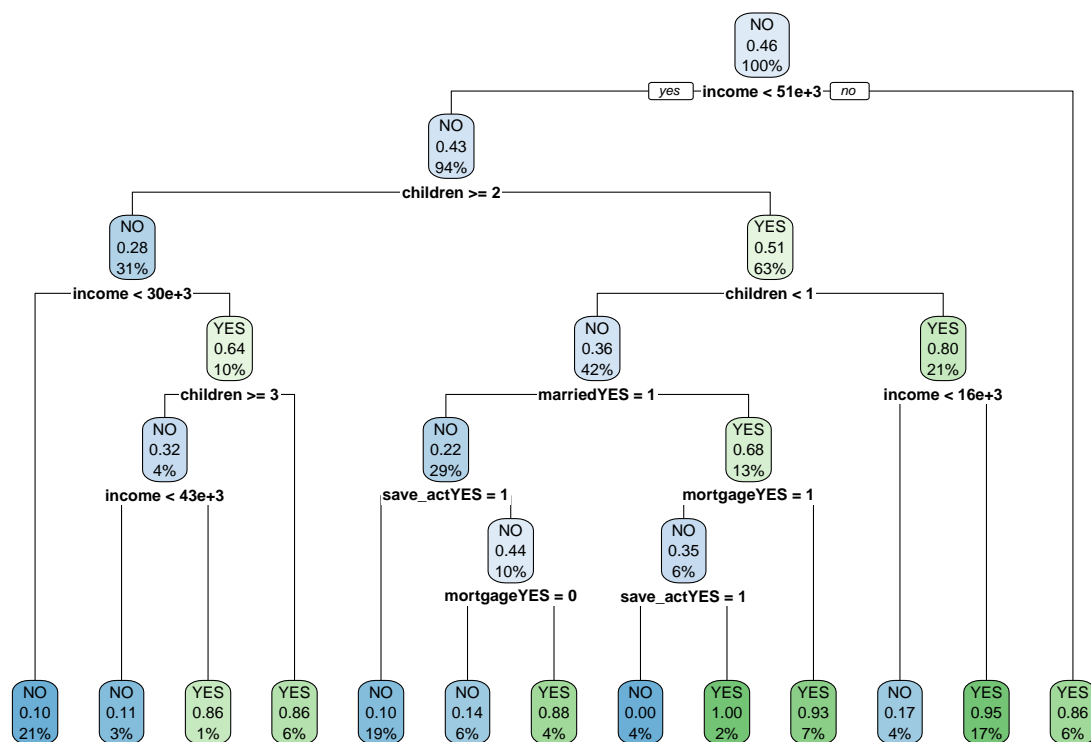 NO
0.46
100%
yes income < 51e+3 no
NO
0.43
94%
children >= 2
NO
0.28
31%
YES
0.51
63%
income < 30e+3
children < 1
YES
0.64
10%
NO
0.36
42%
YES
0.80
21%
children >= 3
marriedYES = 1
income < 16e+3
NO
0.32
4%
NO
0.22
29%
YES
0.68
13%
income < 43e+3
save_actYES = 1
mortgageYES = 1
NO
0.44
10%
NO
0.35
6%
mortgageYES = 0
save_actYES = 1
NO
0.10
21%
NO
0.11
3%
YES
0.86
1%
YES
0.86
6%
NO
0.10
19%
NO
0.14
6%
YES
0.88
4%
NO
0.00
4%
YES
1.00
2%
YES
0.93
7%
NO
0.17
4%
YES
0.95
17%
YES
0.86
6%